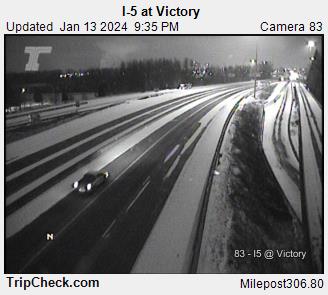 I-5 at Victory
Updated Jan 13 2024 9:35 PM Camera 83
T
N
83 - I5 @ Victory
TripCheck.com Milepost306.80